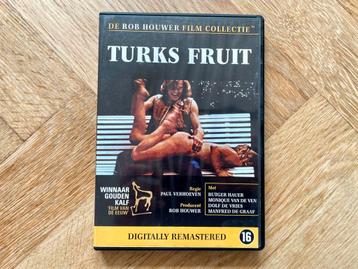 DE ROB HOUWER FILM COLLECTIE™
TURKS FRUIT
WINNAAR
GOUDEN
KALF
FILM VAN
DE EEUW
Regie
PAUL VERHOEVEN
Producent
ROB HOUWER
Met
RUTGER HAUER
MONIQUE VAN DE VEN
DOLF DE VRIES
MANFRED DE GRAAF
DIGITALLY REMASTERED
16